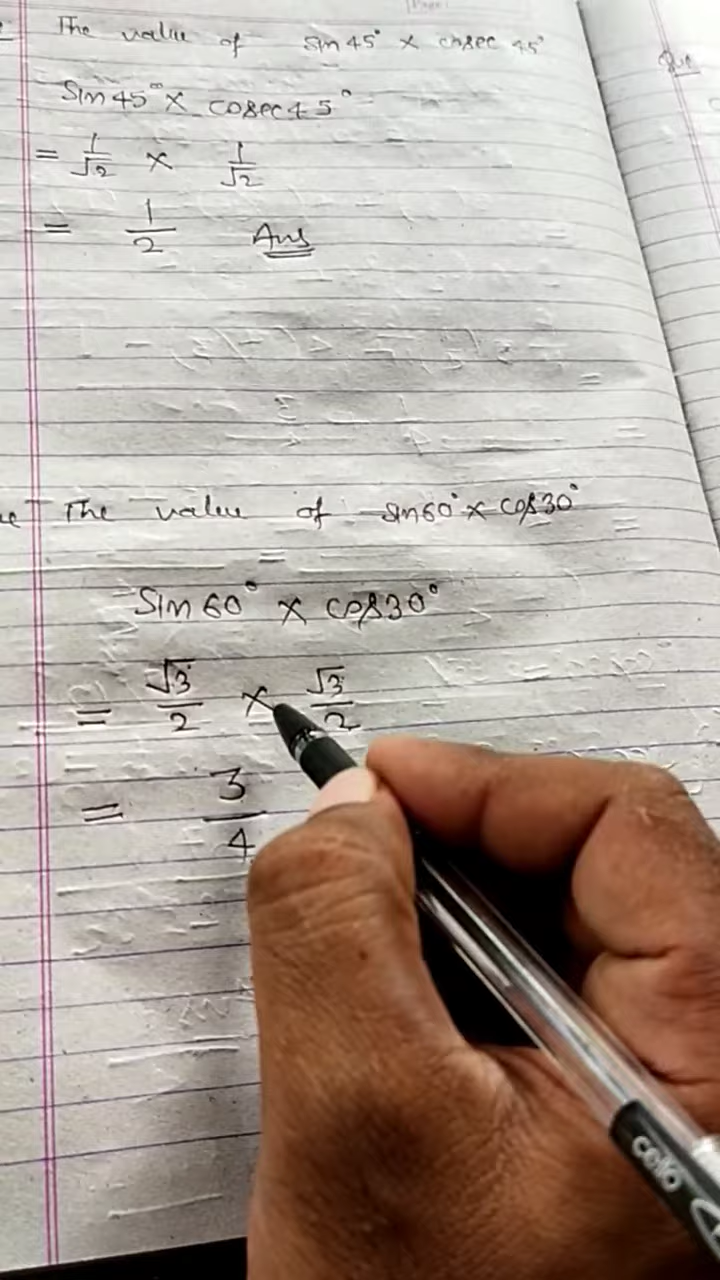 The value of sin 45° × cosec 45°
Sin 45° × cosec 45°
= 1/√2 × 1/√2
= 1/2 Ans
The value of sin 60° × cos 30°
Sin 60° × cos 30°
= √3/2 × √3/2
= 3/4
cello